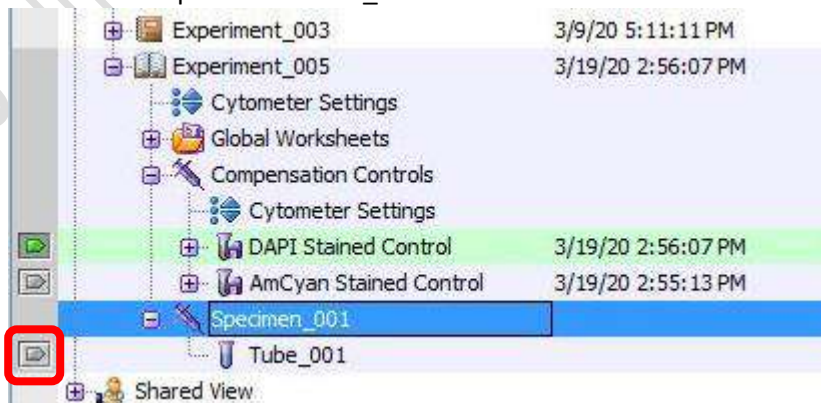 Experiment_003 3/9/20 5:11:11 PM
Experiment_005 3/19/20 2:56:07 PM
Cytometer Settings
Global Worksheets
Compensation Controls
Cytometer Settings
DAPI Stained Control 3/19/20 2:56:07 PM
AmCyan Stained Control 3/19/20 2:55:13 PM
Specimen_001
Tube_001
Shared View